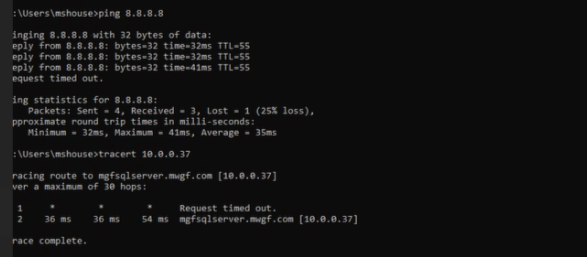 :\Users\mshouse>ping 8.8.8.8
inging 8.8.8.8 with 32 bytes of data:
eply from 8.8.8.8: bytes=32 time=32ms TTL=55
eply from 8.8.8.8: bytes=32 time=32ms TTL=55
eply from 8.8.8.8: bytes=32 time=41ms TTL=55
equest timed out.
ing statistics for 8.8.8.8:
Packets: Sent = 4, Received = 3, Lost = 1 (25% loss),
pproximate round trip times in milli-seconds:
Minimum = 32ms, Maximum = 41ms, Average = 35ms
:\Users\mshouse>tracert 10.0.0.37
racing route to mgfsqlserver.mwgf.com [10.0.0.37]
ver a maximum of 30 hops:
1 * * * Request timed out.
2 36 ms 36 ms 54 ms mgfsqlserver.mwgf.com [10.0.0.37]
race complete.